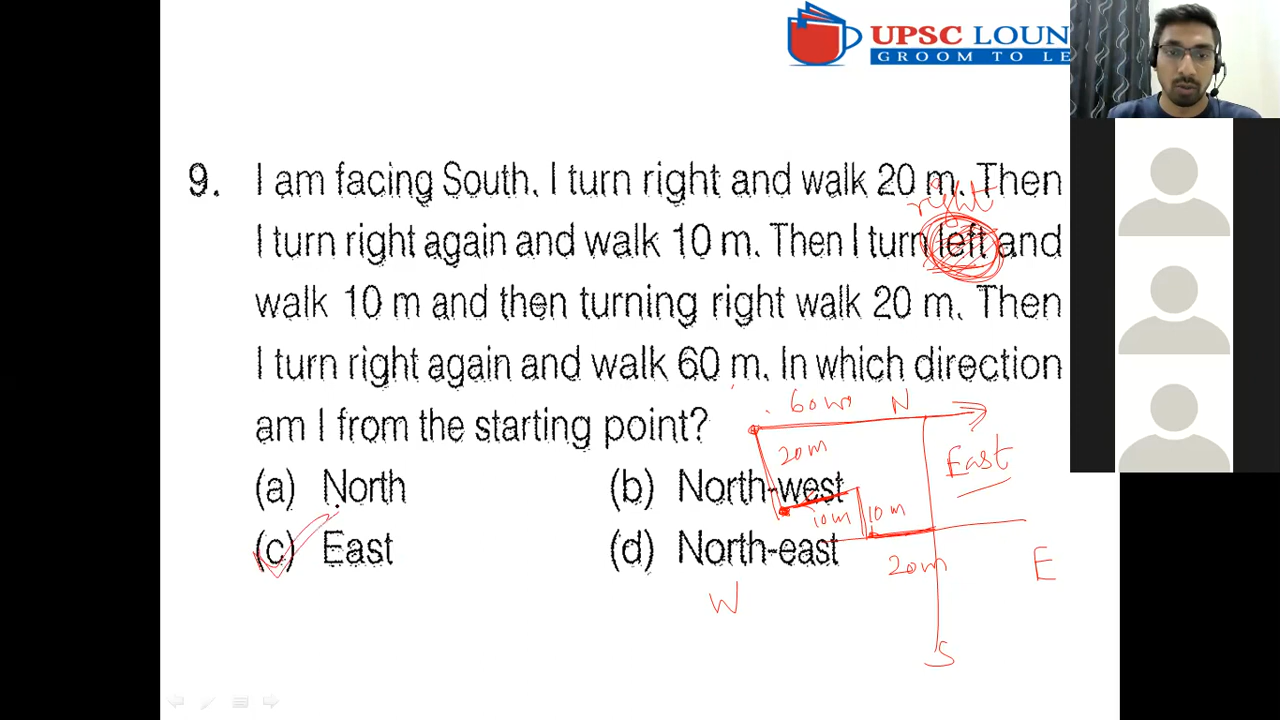 UPSC LOUN
GROOM TO LE
9. I am facing South. I turn right and walk 20 m. Then
right
I turn right again and walk 10 m. Then I turn left and
walk 10 m and then turning right walk 20 m. Then
I turn right again and walk 60 m. In which direction
am I from the starting point?
60m N
20m East
(a) North (b) North-west
10m 10m
(c) East (d) North-east
20m E
W
S